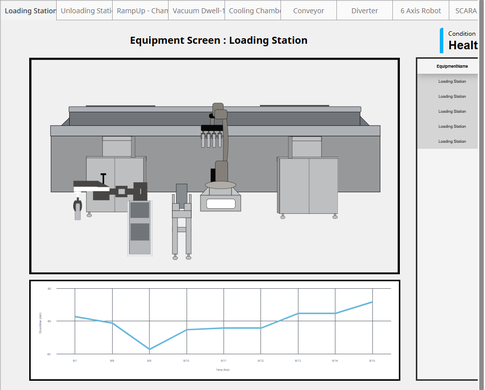 Loading Station
Unloading Stati
RampUp - Chan
Vacuum Dwell-1
Cooling Chambe
Conveyor
Diverter
6 Axis Robot
SCARA
Equipment Screen : Loading Station
Condition
Healt
EquipmentName
Loading Station
Loading Station
Loading Station
Loading Station
Loading Station